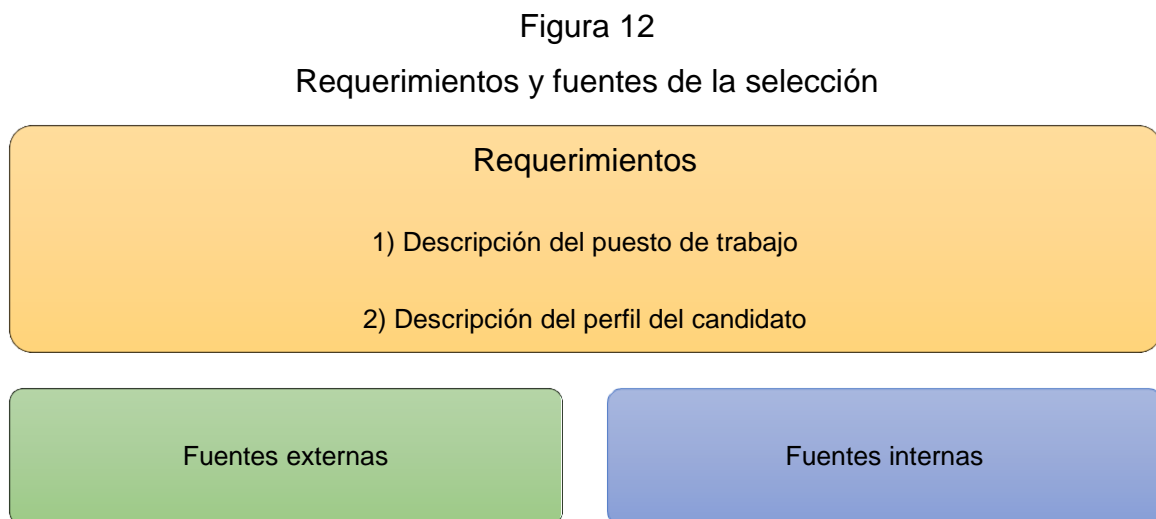 Figura 12
Requerimientos y fuentes de la selección
Requerimientos
1) Descripción del puesto de trabajo
2) Descripción del perfil del candidato
Fuentes externas
Fuentes internas